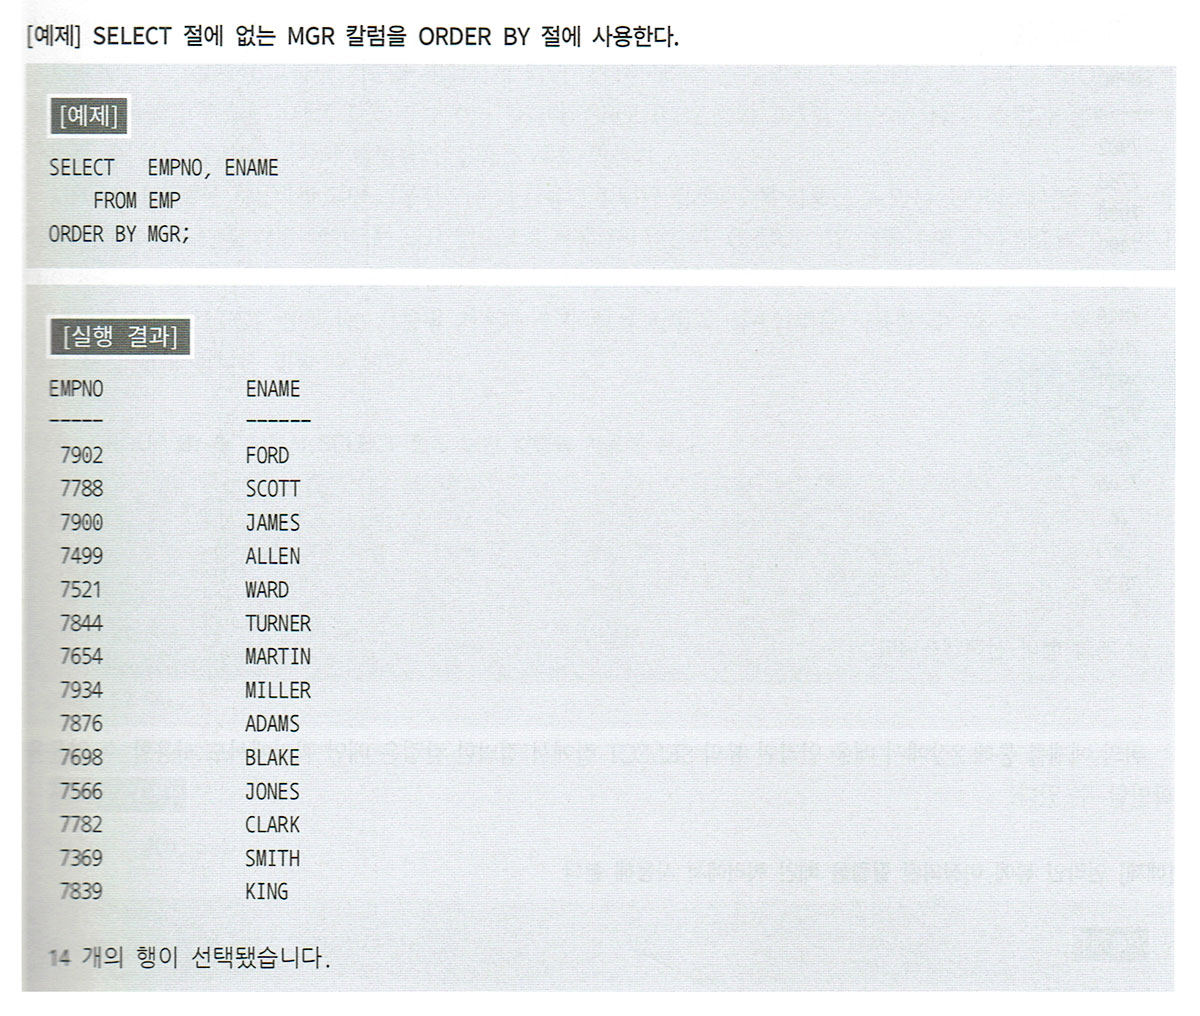 [예제] SELECT 절에 없는 MGR 칼럼을 ORDER BY 절에 사용한다.
[예제]
SELECT EMPNO, ENAME
FROM EMP
ORDER BY MGR;
[실행 결과]
EMPNO ENAME
----- ------
7902 FORD
7788 SCOTT
7900 JAMES
7499 ALLEN
7521 WARD
7844 TURNER
7654 MARTIN
7934 MILLER
7876 ADAMS
7698 BLAKE
7566 JONES
7782 CLARK
7369 SMITH
7839 KING
14 개의 행이 선택됐습니다.